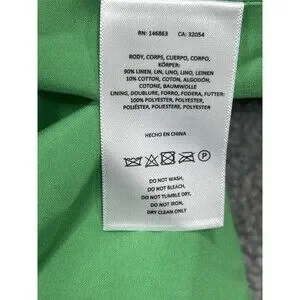 RN: 146863 CA: 32054
BODY, CORPS, CUERPO, CORPO,
KÖRPER:
90% LINEN, LIN, LINO, LINO, LEINEN
10% COTTON, COTON, ALGODÓN,
COTONE, BAUMWOLLE
LINING, DOUBLURE, FORRO, FODERA, FUTTER:
100% POLYESTER, POLYESTER,
POLIÉSTER, POLIESTERE, POLYESTER
HECHO EN CHINA
P
DO NOT WASH,
DO NOT BLEACH,
DO NOT TUMBLE DRY,
DO NOT IRON,
DRY CLEAN ONLY